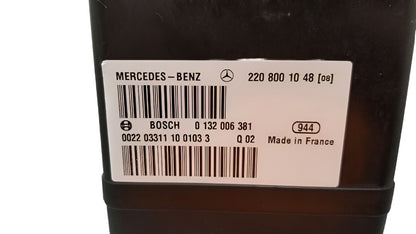 MERCEDES-BENZ 220 800 10 48 [08]
BOSCH 0 132 006 381 944
0022 03311 10 0103 3 Q 02 Made in France